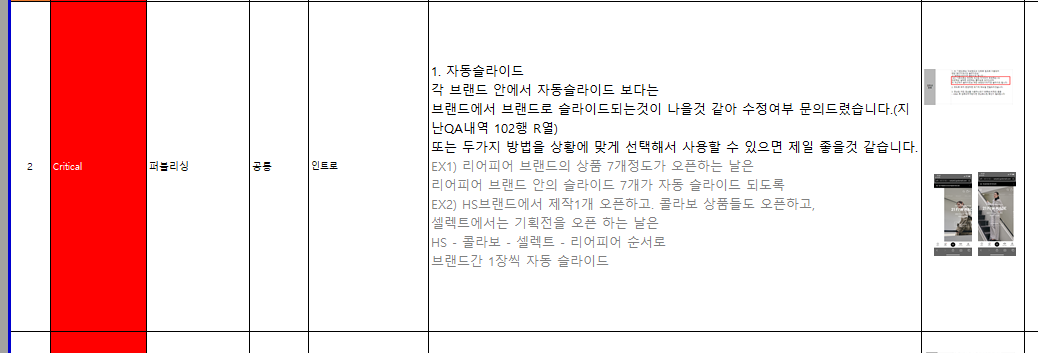 2
Critical
퍼블리싱
공통
인트로
1. 자동슬라이드
각 브랜드 안에서 자동슬라이드 보다는
브랜드에서 브랜드로 슬라이드되는것이 나을것 같아 수정여부 문의드렸습니다.(지
난QA내역 102행 R열)
또는 두가지 방법을 상황에 맞게 선택해서 사용할 수 있으면 제일 좋을것 같습니다.
EX1) 리어피어 브랜드의 상품 7개정도가 오픈하는 날은
리어피어 브랜드 안의 슬라이드 7개가 자동 슬라이드 되도록
EX2) HS브랜드에서 제작1개 오픈하고. 콜라보 상품들도 오픈하고,
셀렉트에서는 기획전을 오픈 하는 날은
HS - 콜라보 - 셀렉트 - 리어피어 순서로
브랜드간 1장씩 자동 슬라이드